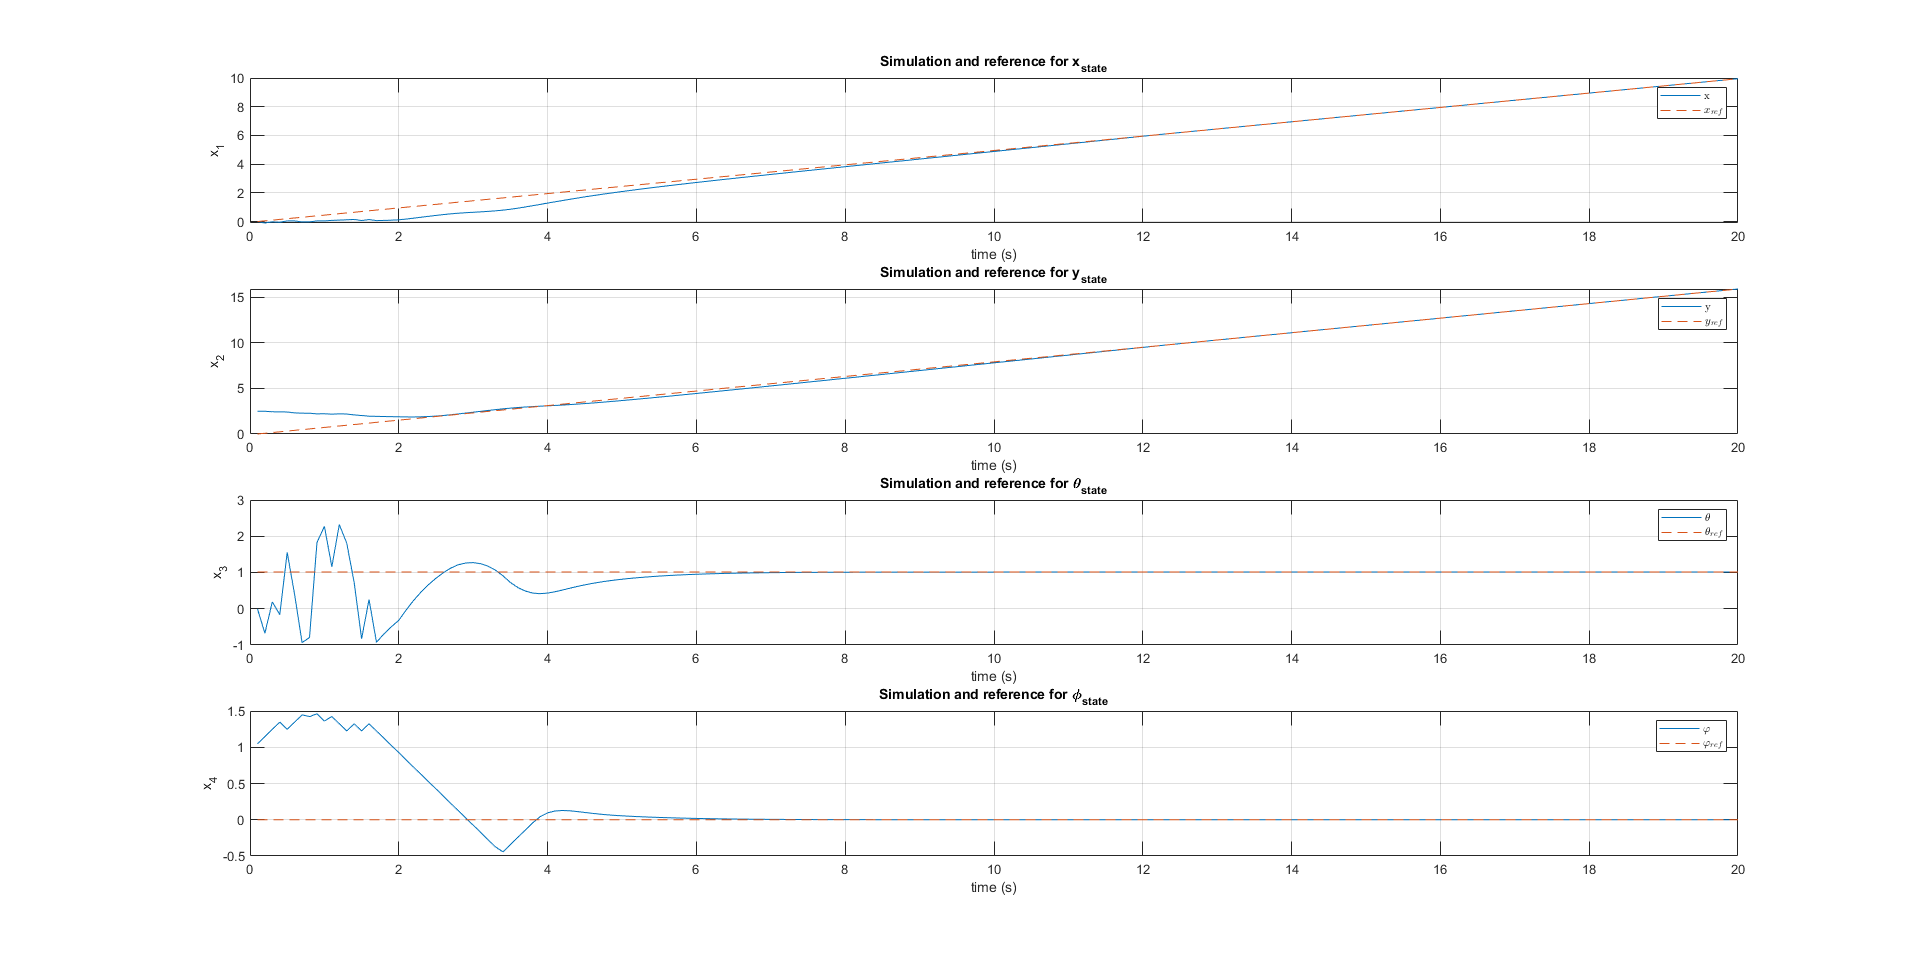 Simulation and reference for x_state
10
8
6
4
2
0
x_1
x
x_ref
0 2 4 6 8 10 12 14 16 18 20
time (s)
Simulation and reference for y_state
15
10
5
0
x_2
y
y_ref
0 2 4 6 8 10 12 14 16 18 20
time (s)
Simulation and reference for θ_state
3
2
1
0
-1
x_3
θ
θ_ref
0 2 4 6 8 10 12 14 16 18 20
time (s)
Simulation and reference for ϕ_state
1.5
1
0.5
0
-0.5
x_4
φ
φ_ref
0 2 4 6 8 10 12 14 16 18 20
time (s)